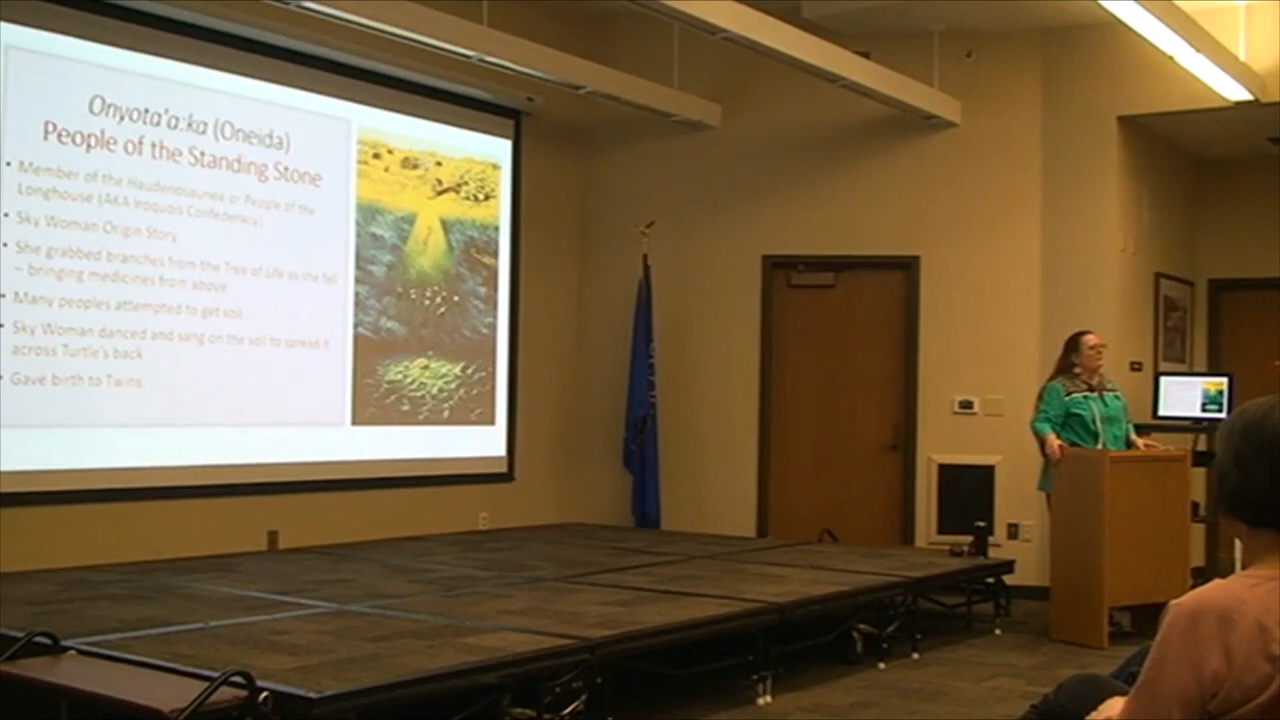 Onyota'a:ka (Oneida)
People of the Standing Stone
• Member of the Haudenosaunee or People of the
Longhouse (AKA Iroquois Confederacy)
• Sky Woman Origin Story
• She grabbed branches from the Tree of Life as she fell
– bringing medicines from above
• Many peoples attempted to get soil
• Sky Woman danced and sang on the soil to spread it
across Turtle's back
• Gave birth to Twins